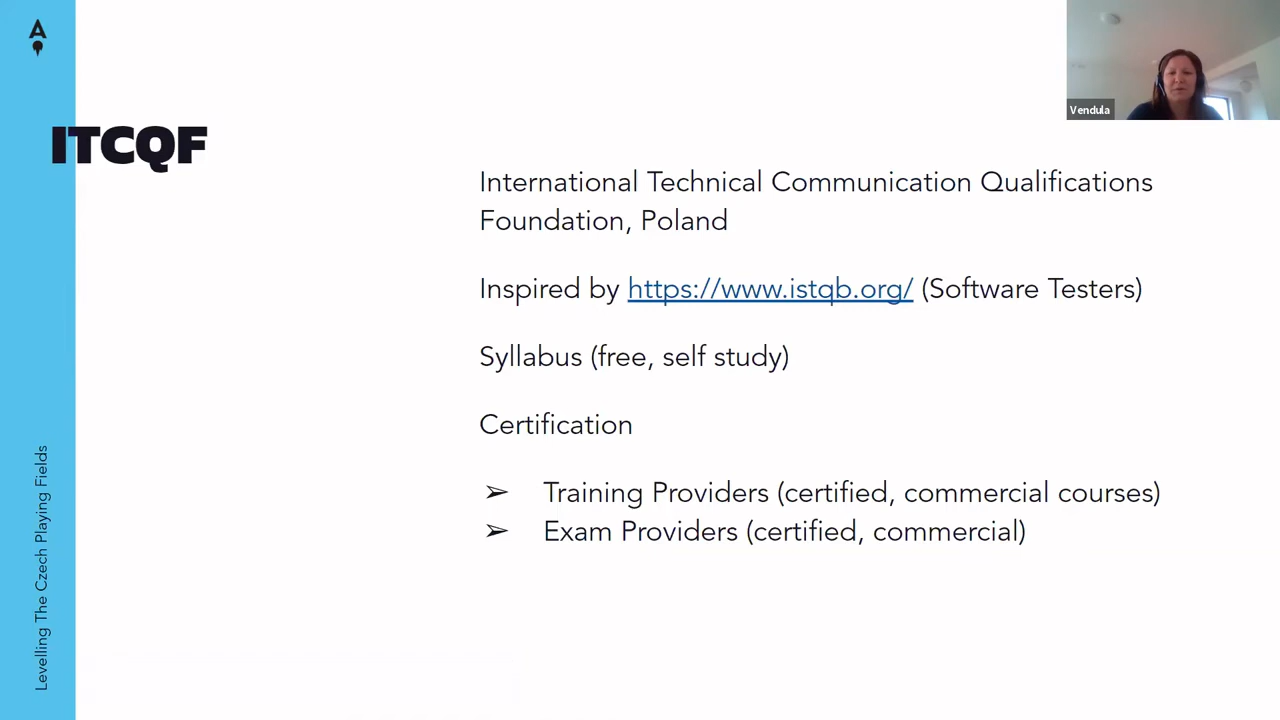 Vendula
ITCQF
International Technical Communication Qualifications
Foundation, Poland
Inspired by https://www.istqb.org/ (Software Testers)
Syllabus (free, self study)
Certification
➢ Training Providers (certified, commercial courses)
➢ Exam Providers (certified, commercial)
Levelling The Czech Playing Fields